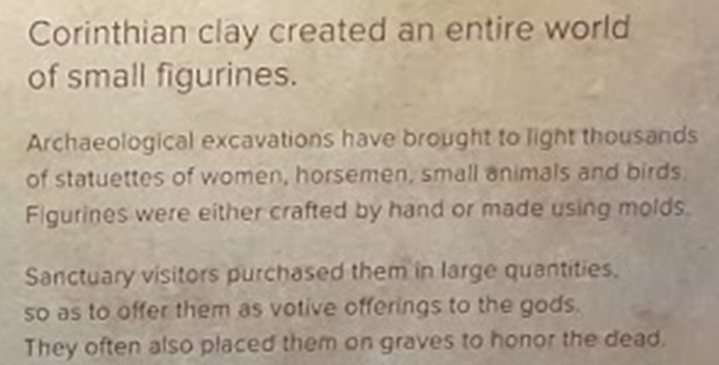 Corinthian clay created an entire world
of small figurines.
Archaeological excavations have brought to light thousands
of statuettes of women, horsemen, small animals and birds.
Figurines were either crafted by hand or made using molds.
Sanctuary visitors purchased them in large quantities,
so as to offer them as votive offerings to the gods.
They often also placed them on graves to honor the dead.